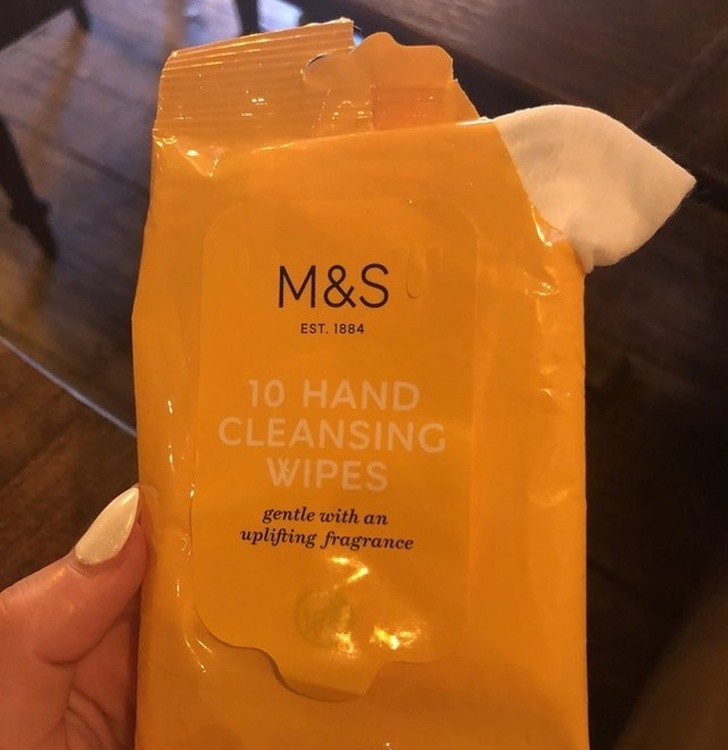 M&S
EST. 1884
10 HAND
CLEANSING
WIPES
gentle with an
uplifting fragrance